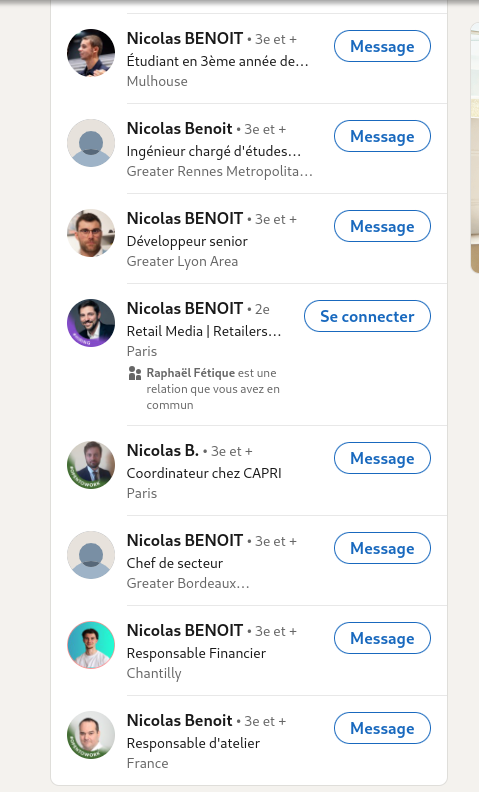 Nicolas BENOIT • 3e et +
Message
Étudiant en 3ème année de…
Mulhouse
Nicolas Benoit • 3e et +
Message
Ingénieur chargé d'études…
Greater Rennes Metropolita…
Nicolas BENOIT • 3e et +
Message
Développeur senior
Greater Lyon Area
Nicolas BENOIT • 2e
Se connecter
Retail Media | Retailers…
Paris
Raphaël Fétique est une
relation que vous avez en
commun
Nicolas B. • 3e et +
Message
Coordinateur chez CAPRI
Paris
Nicolas BENOIT • 3e et +
Message
Chef de secteur
Greater Bordeaux…
Nicolas BENOIT • 3e et +
Message
Responsable Financier
Chantilly
Nicolas Benoit • 3e et +
Message
Responsable d'atelier
France